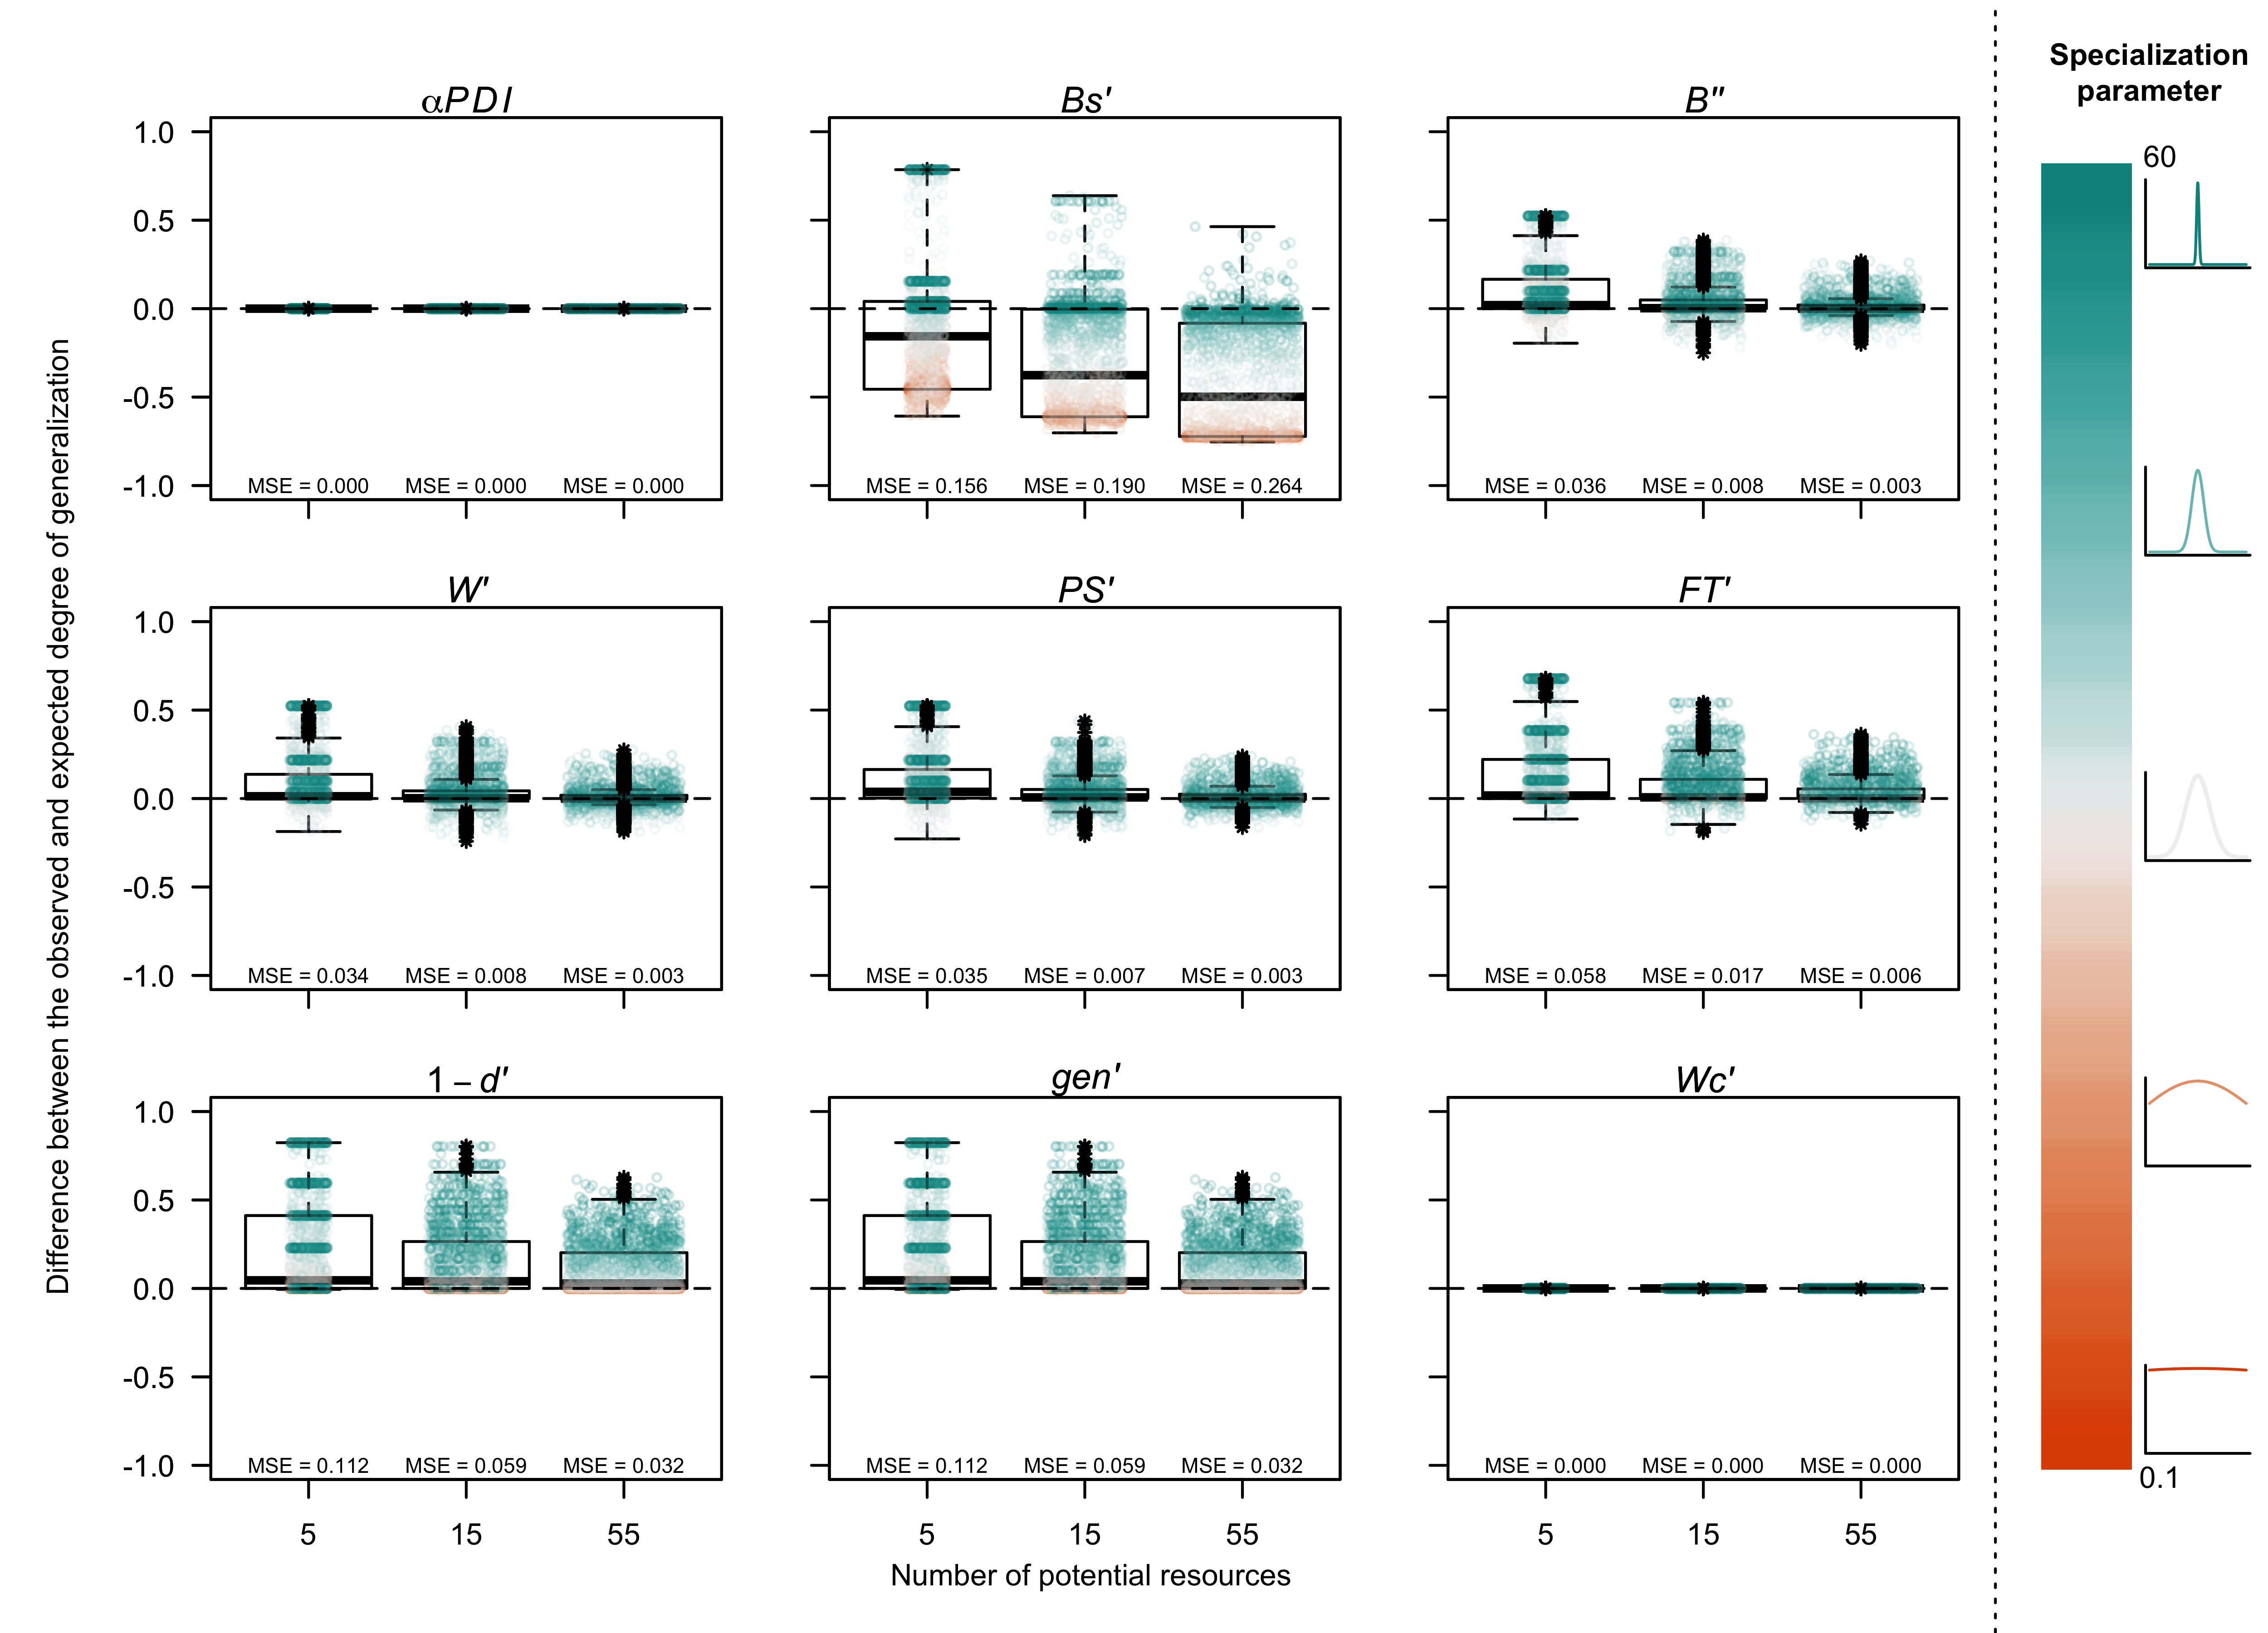 Specialization
parameter
60
0.1
αPDI
Bs'
B''
1.0
0.5
0.0
-0.5
-1.0
MSE = 0.000 MSE = 0.000 MSE = 0.000
MSE = 0.156 MSE = 0.190 MSE = 0.264
MSE = 0.036 MSE = 0.008 MSE = 0.003
W'
PS'
FT'
1.0
0.5
0.0
-0.5
-1.0
MSE = 0.034 MSE = 0.008 MSE = 0.003
MSE = 0.035 MSE = 0.007 MSE = 0.003
MSE = 0.058 MSE = 0.017 MSE = 0.006
1 – d'
gen'
Wc'
1.0
0.5
0.0
-0.5
-1.0
MSE = 0.112 MSE = 0.059 MSE = 0.032
MSE = 0.112 MSE = 0.059 MSE = 0.032
MSE = 0.000 MSE = 0.000 MSE = 0.000
5 15 55
5 15 55
5 15 55
Number of potential resources
Difference between the observed and expected degree of generalization